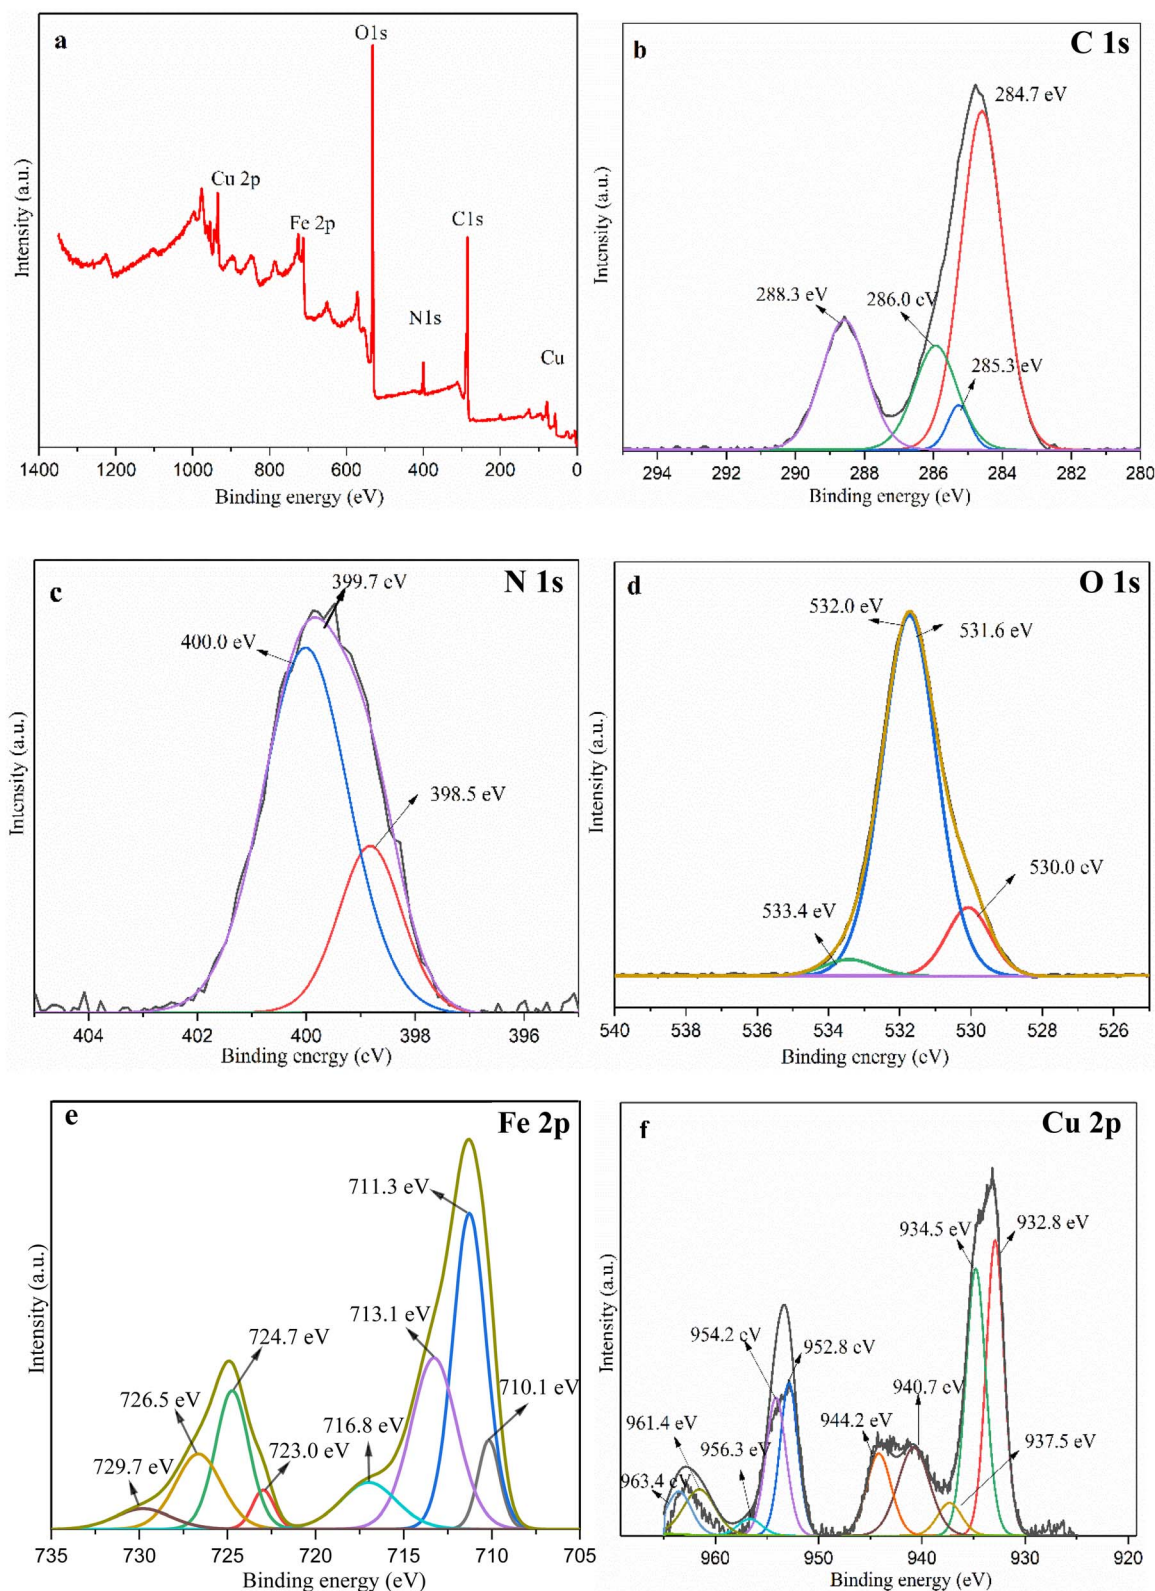 a
O1s
Cu 2p
Fe 2p
C1s
N1s
Cu
Intensity (a.u.)
1400 1200 1000 800 600 400 200 0
Binding energy (eV)
b
C 1s
284.7 eV
288.3 eV
286.0 cV
285.3 eV
Intensity (a.u.)
294 292 290 288 286 284 282 280
Binding energy (eV)
c
N 1s
399.7 cV
400.0 eV
398.5 eV
Intensity (a.u.)
404 402 400 398 396
Binding energy (eV)
d
O 1s
532.0 eV
531.6 eV
530.0 cV
533.4 eV
Intensity (a.u.)
540 538 536 534 532 530 528 526
Binding energy (eV)
e
Fe 2p
711.3 eV
713.1 eV
724.7 eV
726.5 eV
710.1 eV
716.8 eV
729.7 eV
723.0 eV
Intensity (a.u.)
735 730 725 720 715 710 705
Binding energy (eV)
f
Cu 2p
934.5 eV
932.8 eV
954.2 cV
952.8 eV
940.7 cV
944.2 eV
961.4 eV
956.3 eV
937.5 eV
963.4 cV
Intensity (a.u.)
960 950 940 930 920
Binding energy (eV)